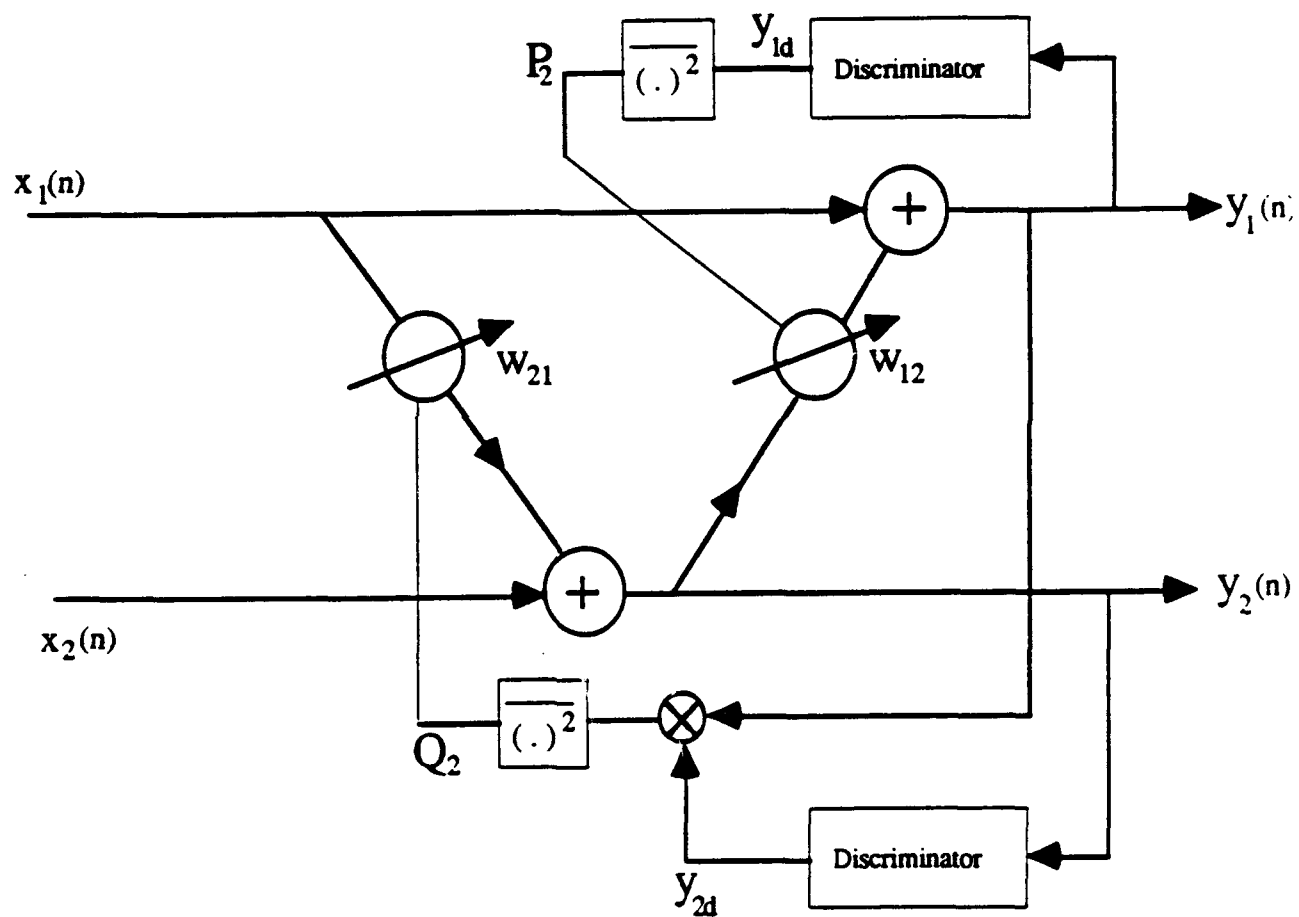 y₁d
P₂
(.)²
Discriminator
x₁(n)
+
y₁(n)
w₂₁
w₁₂
+
y₂(n)
x₂(n)
(.)²
Q₂
Discriminator
y₂d